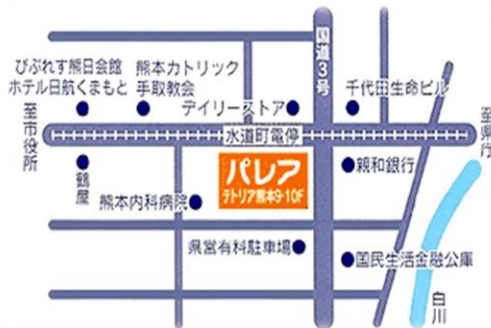 国道3号
びぷれす熊日会館
ホテル日航くまもと
熊本カトリック
手取教会
デイリーストア
千代田生命ビル
至市役所
水道町電停
至県庁
鶴屋
パレア
テトリア熊本9・10F
親和銀行
熊本内科病院
県営有料駐車場
国民生活金融公庫
白川